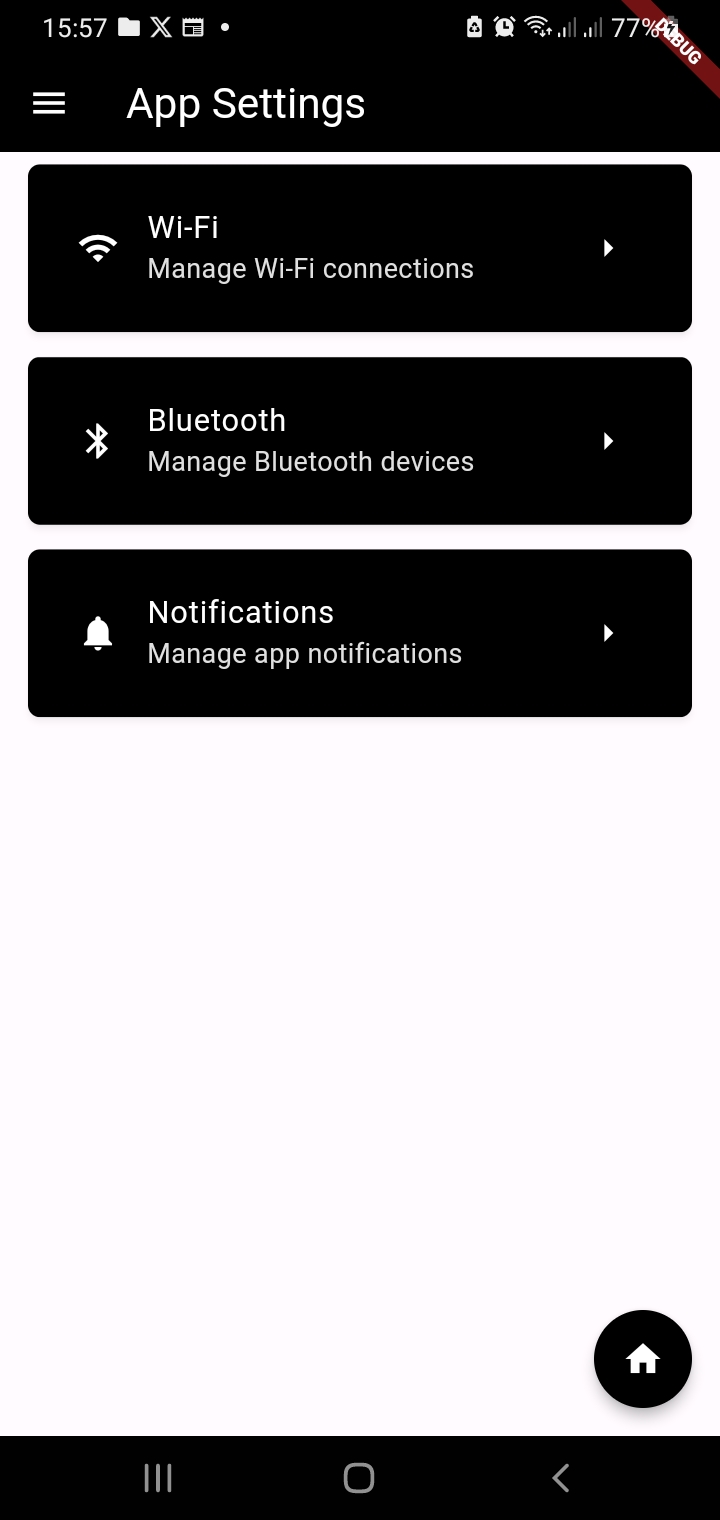 15:57
77%
DEBUG
App Settings
Wi-Fi
Manage Wi-Fi connections
Bluetooth
Manage Bluetooth devices
Notifications
Manage app notifications